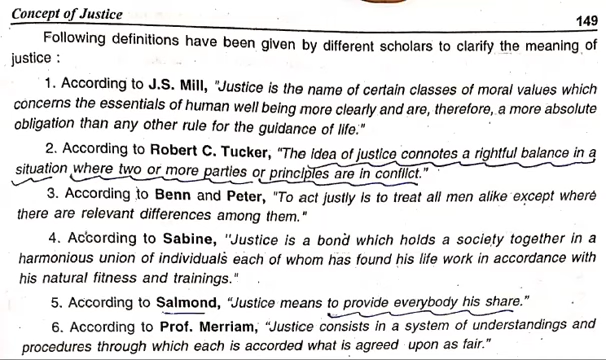 Concept of Justice
149
Following definitions have been given by different scholars to clarify the meaning of
justice :
1. According to J.S. Mill, "Justice is the name of certain classes of moral values which
concerns the essentials of human well being more clearly and are, therefore, a more absolute
obligation than any other rule for the guidance of life."
2. According to Robert C. Tucker, "The idea of justice connotes a rightful balance in a
situation where two or more parties or principles are in conflict."
3. According to Benn and Peter, "To act justly is to treat all men alike except where
there are relevant differences among them."
4. According to Sabine, "Justice is a bond which holds a society together in a
harmonious union of individuals each of whom has found his life work in accordance with
his natural fitness and trainings."
5. According to Salmond, "Justice means to provide everybody his share."
6. According to Prof. Merriam, "Justice consists in a system of understandings and
procedures through which each is accorded what is agreed upon as fair."